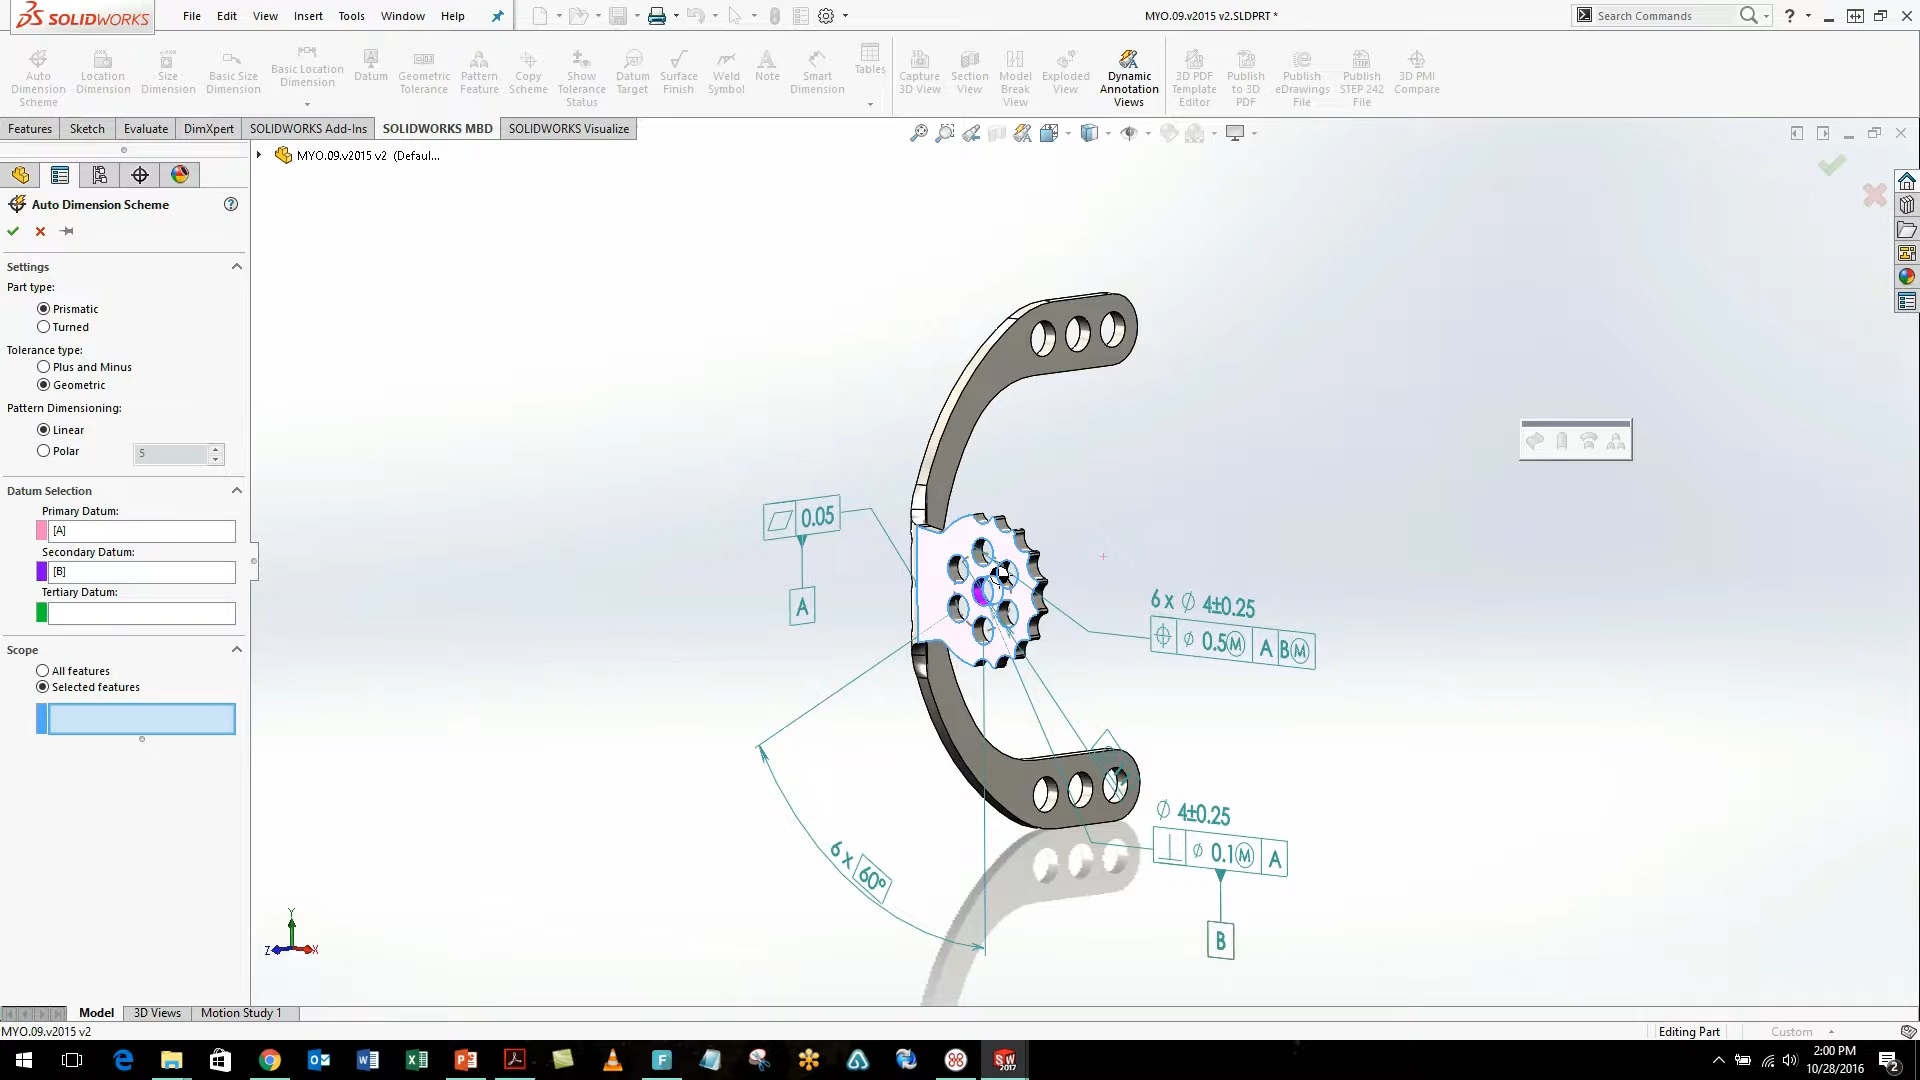 SOLIDWORKS
File Edit View Insert Tools Window Help
MYO.09.v2015 v2.SLDPRT *
Search Commands
Auto Dimension Scheme
Location Dimension
Size Dimension
Basic Size Dimension
Basic Location Dimension
Datum
Geometric Tolerance
Pattern Feature
Copy Scheme
Show Tolerance Status
Datum Target
Surface Finish
Weld Symbol
Note
Smart Dimension
Tables
Capture 3D View
Section View
Model Break View
Exploded View
Dynamic Annotation Views
3D PDF Template Editor
Publish to 3D PDF
Publish eDrawings File
Publish STEP 242 File
3D PMI Compare
Features Sketch Evaluate DimXpert SOLIDWORKS Add-Ins SOLIDWORKS MBD SOLIDWORKS Visualize
MYO.09.v2015 v2 (Defaul...
Auto Dimension Scheme
Settings
Part type:
Prismatic
Turned
Tolerance type:
Plus and Minus
Geometric
Pattern Dimensioning:
Linear
Polar 5
Datum Selection
Primary Datum:
[A]
Secondary Datum:
[B]
Tertiary Datum:
Scope
All features
Selected features
0.05
A
6 x ∅ 4±0.25
⌀ 0.5Ⓜ A BⓂ
∅ 4±0.25
⌀ 0.1Ⓜ A
B
6 x 60°
Y
Z X
Model 3D Views Motion Study 1
MYO.09.v2015 v2
Editing Part Custom
2:00 PM
10/28/2016
2
SW 2017